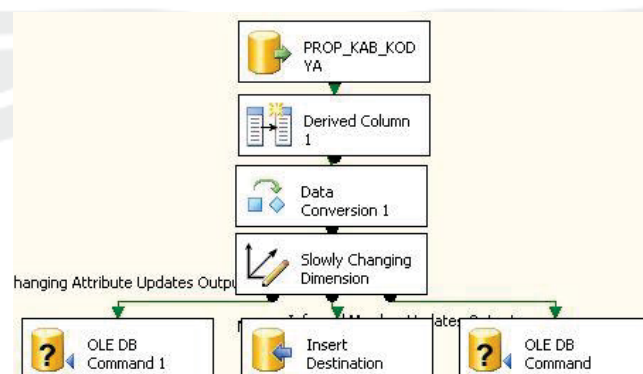 PROP_KAB_KOD
YA
Derived Column
1
Data
Conversion 1
Slowly Changing
Dimension
hanging Attribute Updates Outpu
Updates
OLE DB
Command 1
Insert
Destination
OLE DB
Command